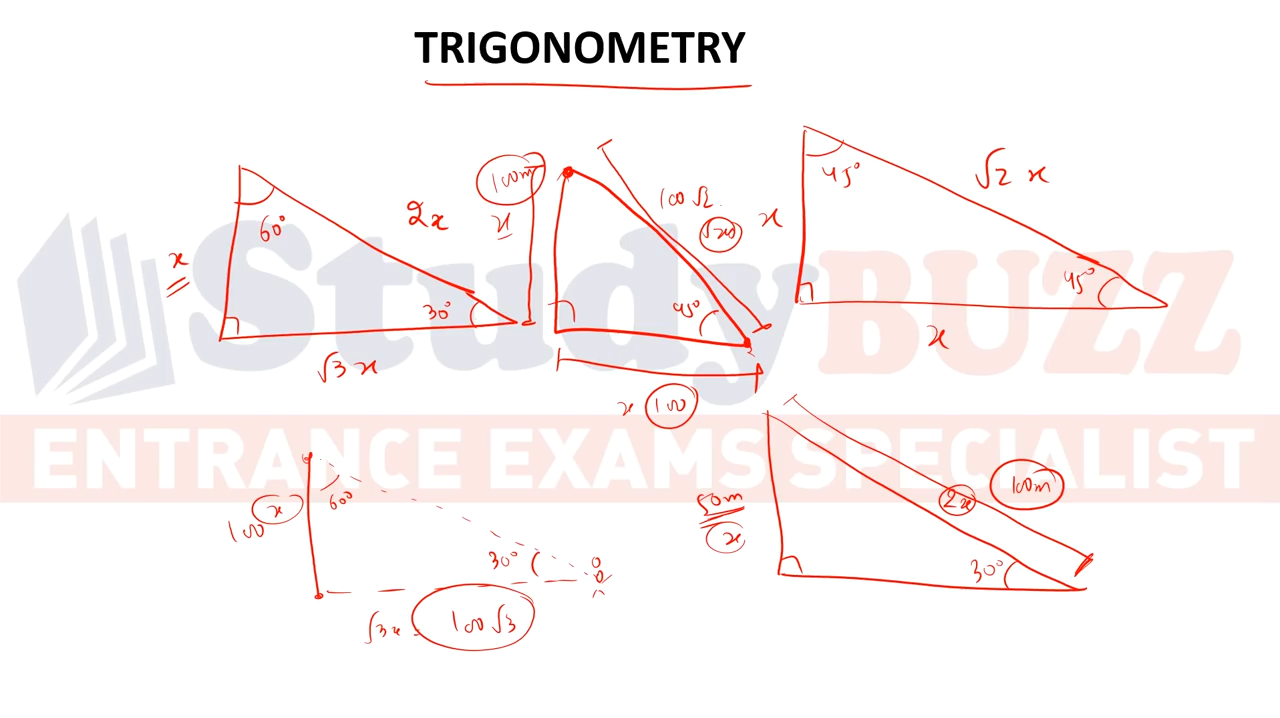 TRIGONOMETRY
60°
2x
x
30°
√3 x
100m
x
100√2
√2x
45°
x 100
45°
√2 x
x
45°
x
StudyBUZZ
ENTRANCE EXAMS SPECIALIST
100 x
60°
30°
√3x = 100√3
50m
x
2x
100m
30°